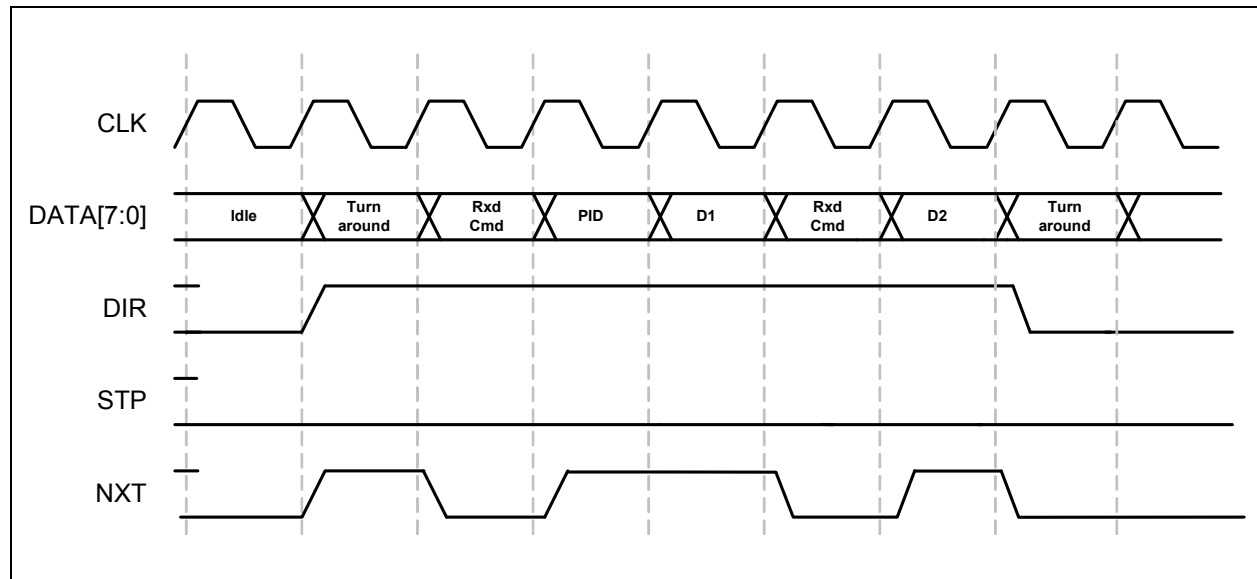 CLK
DATA[7:0]
Idle
Turn
around
Rxd
Cmd
PID
D1
Rxd
Cmd
D2
Turn
around
DIR
STP
NXT